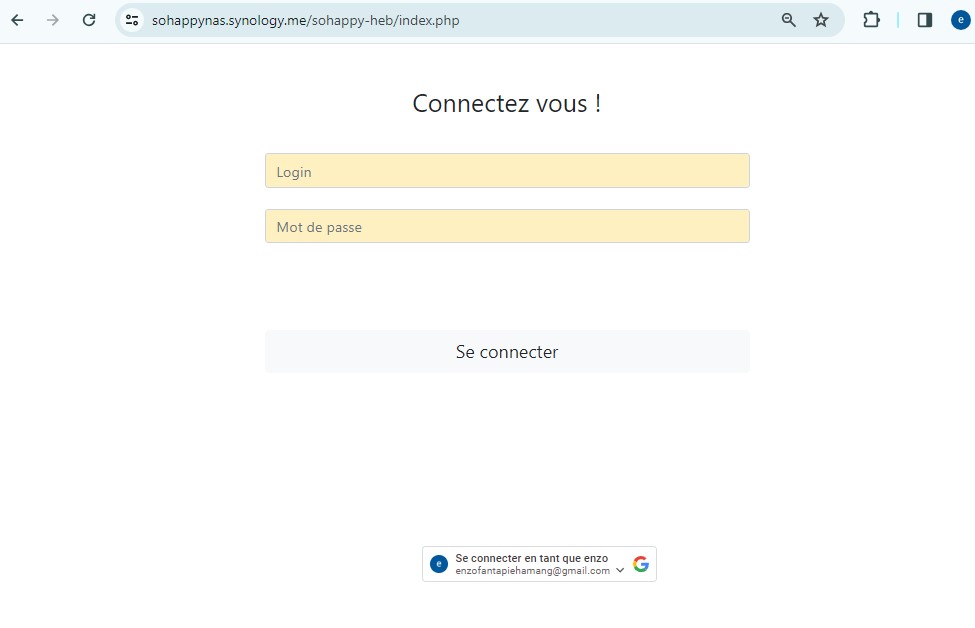 sohappynas.synology.me/sohappy-heb/index.php
e
Connectez vous !
Login
Mot de passe
Se connecter
e
Se connecter en tant que enzo
enzofantapiehamang@gmail.com